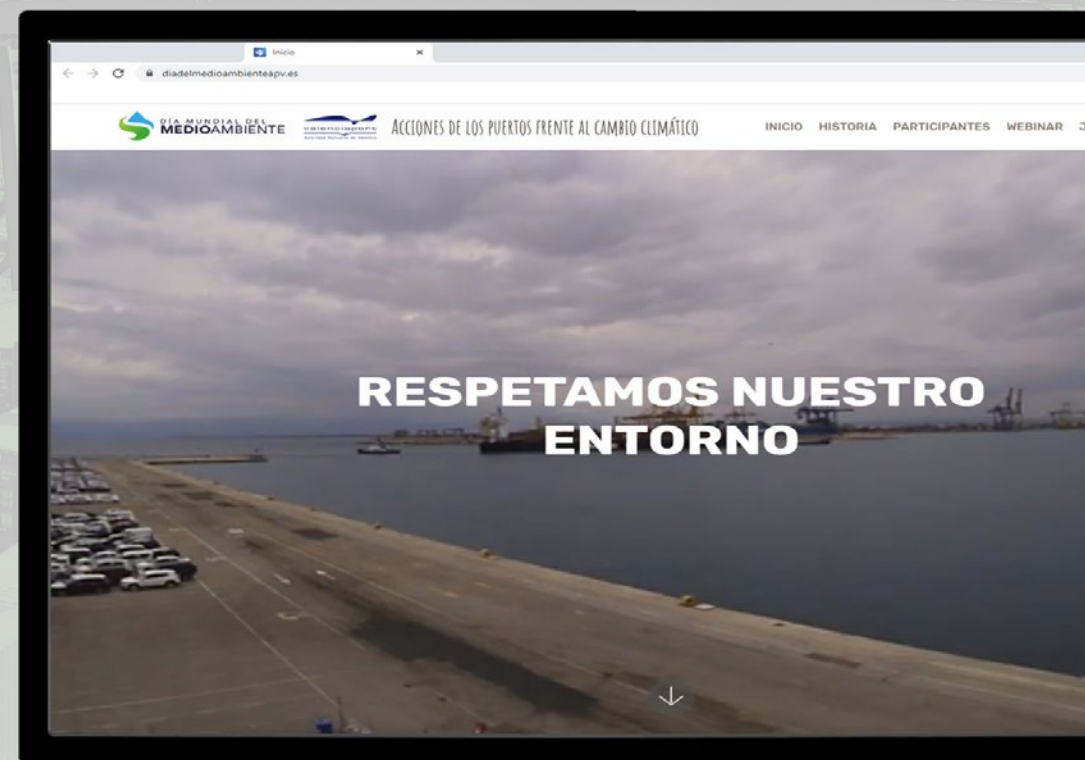 Inicio
diadelmedioambienteapv.es
DÍA MUNDIAL DEL
MEDIOAMBIENTE
valenciaport
ACCIONES DE LOS PUERTOS FRENTE AL CAMBIO CLIMÁTICO
INICIO HISTORIA PARTICIPANTES WEBINAR
RESPETAMOS NUESTRO
ENTORNO